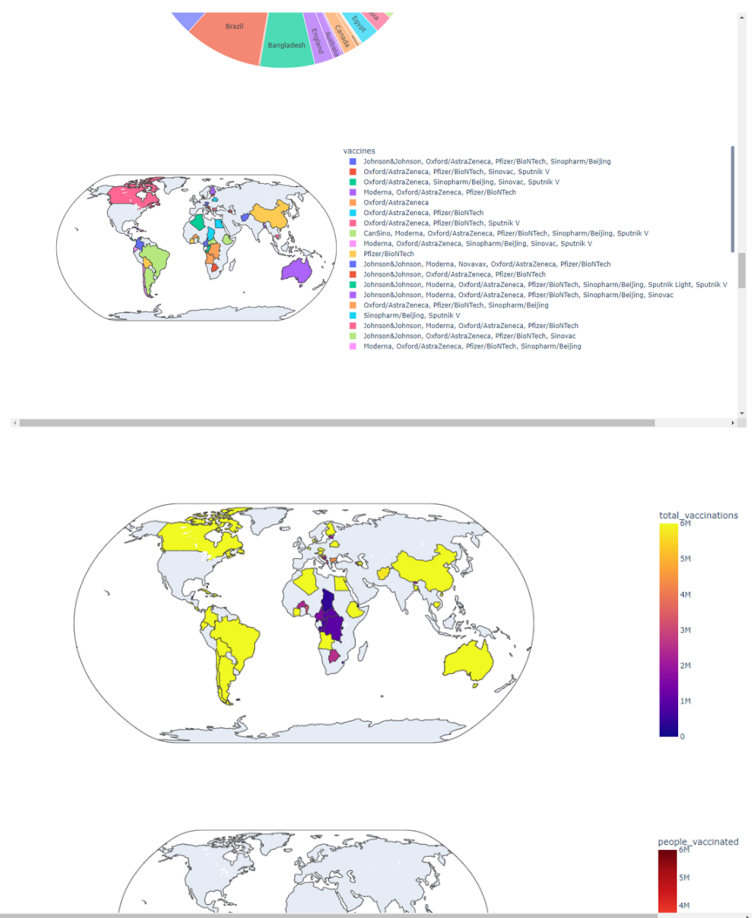 Brazil
Bangladesh
England
Australia
Canada
Egypt
vaccines
Johnson&Johnson, Oxford/AstraZeneca, Pfizer/BioNTech, Sinopharm/Beijing
Oxford/AstraZeneca, Pfizer/BioNTech, Sinovac, Sputnik V
Oxford/AstraZeneca, Sinopharm/Beijing, Sinovac, Sputnik V
Moderna, Oxford/AstraZeneca, Pfizer/BioNTech
Oxford/AstraZeneca
Oxford/AstraZeneca, Pfizer/BioNTech
Oxford/AstraZeneca, Pfizer/BioNTech, Sputnik V
CanSino, Moderna, Oxford/AstraZeneca, Pfizer/BioNTech, Sinopharm/Beijing, Sputnik V
Moderna, Oxford/AstraZeneca, Sinopharm/Beijing, Sinovac, Sputnik V
Pfizer/BioNTech
Johnson&Johnson, Moderna, Novavax, Oxford/AstraZeneca, Pfizer/BioNTech
Johnson&Johnson, Oxford/AstraZeneca, Pfizer/BioNTech
Johnson&Johnson, Moderna, Oxford/AstraZeneca, Pfizer/BioNTech, Sinopharm/Beijing, Sputnik Light, Sputnik V
Johnson&Johnson, Moderna, Oxford/AstraZeneca, Pfizer/BioNTech, Sinopharm/Beijing, Sinovac
Oxford/AstraZeneca, Pfizer/BioNTech, Sinopharm/Beijing
Sinopharm/Beijing, Sputnik V
Johnson&Johnson, Moderna, Oxford/AstraZeneca, Pfizer/BioNTech
Johnson&Johnson, Oxford/AstraZeneca, Pfizer/BioNTech, Sinovac
Moderna, Oxford/AstraZeneca, Pfizer/BioNTech, Sinopharm/Beijing
total_vaccinations
6M
5M
4M
3M
2M
1M
0
people_vaccinated
6M
5M
4M